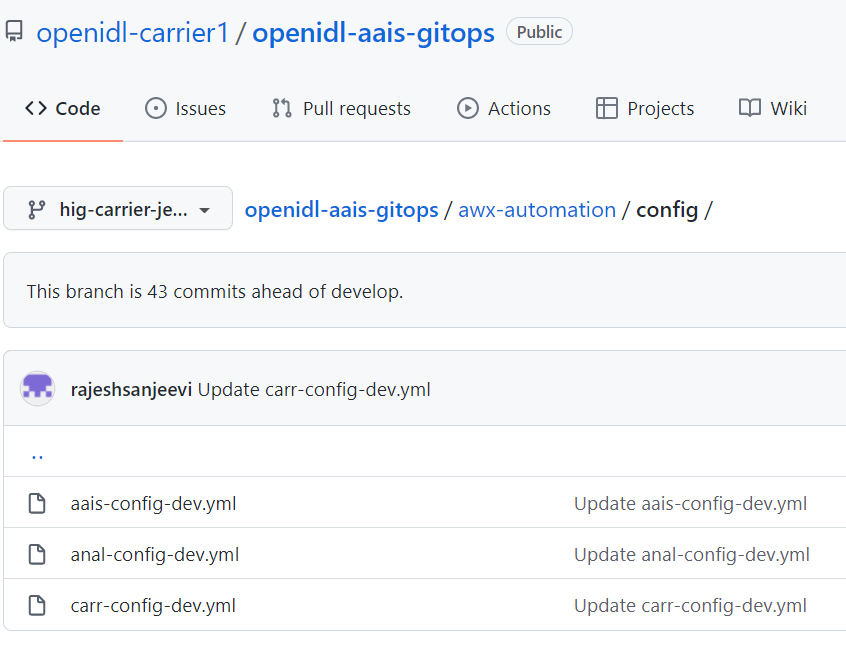 openidl-carrier1 / openidl-aais-gitops Public
<> Code Issues Pull requests Actions Projects Wiki
hig-carrier-je... openidl-aais-gitops / awx-automation / config /
This branch is 43 commits ahead of develop.
rajeshsanjeevi Update carr-config-dev.yml
..
aais-config-dev.yml Update aais-config-dev.yml
anal-config-dev.yml Update anal-config-dev.yml
carr-config-dev.yml Update carr-config-dev.yml